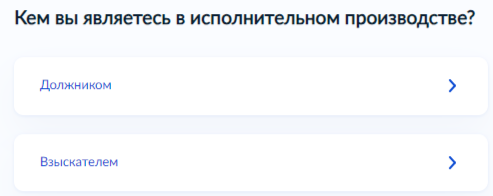 Кем вы являетесь в исполнительном производстве?
Должником
Взыскателем